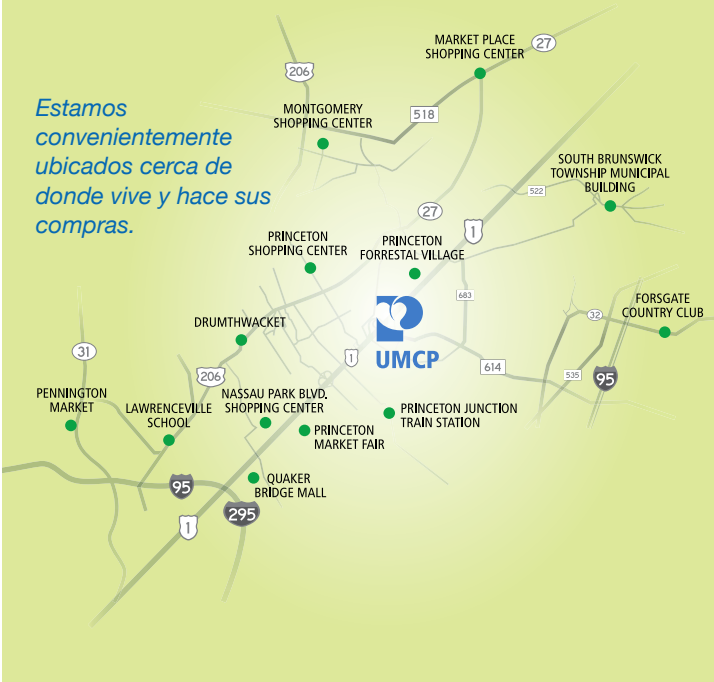 MARKET PLACE
SHOPPING CENTER
27
206
Estamos
convenientemente
ubicados cerca de
donde vive y hace sus
compras.
MONTGOMERY
SHOPPING CENTER
518
SOUTH BRUNSWICK
TOWNSHIP MUNICIPAL
BUILDING
522
27
1
PRINCETON
SHOPPING CENTER
PRINCETON
FORRESTAL VILLAGE
683
FORSGATE
COUNTRY CLUB
32
DRUMTHWACKET
UMCP
31
1
614
535
95
206
PENNINGTON
MARKET
LAWRENCEVILLE
SCHOOL
NASSAU PARK BLVD.
SHOPPING CENTER
PRINCETON
MARKET FAIR
PRINCETON JUNCTION
TRAIN STATION
QUAKER
BRIDGE MALL
95
295
1